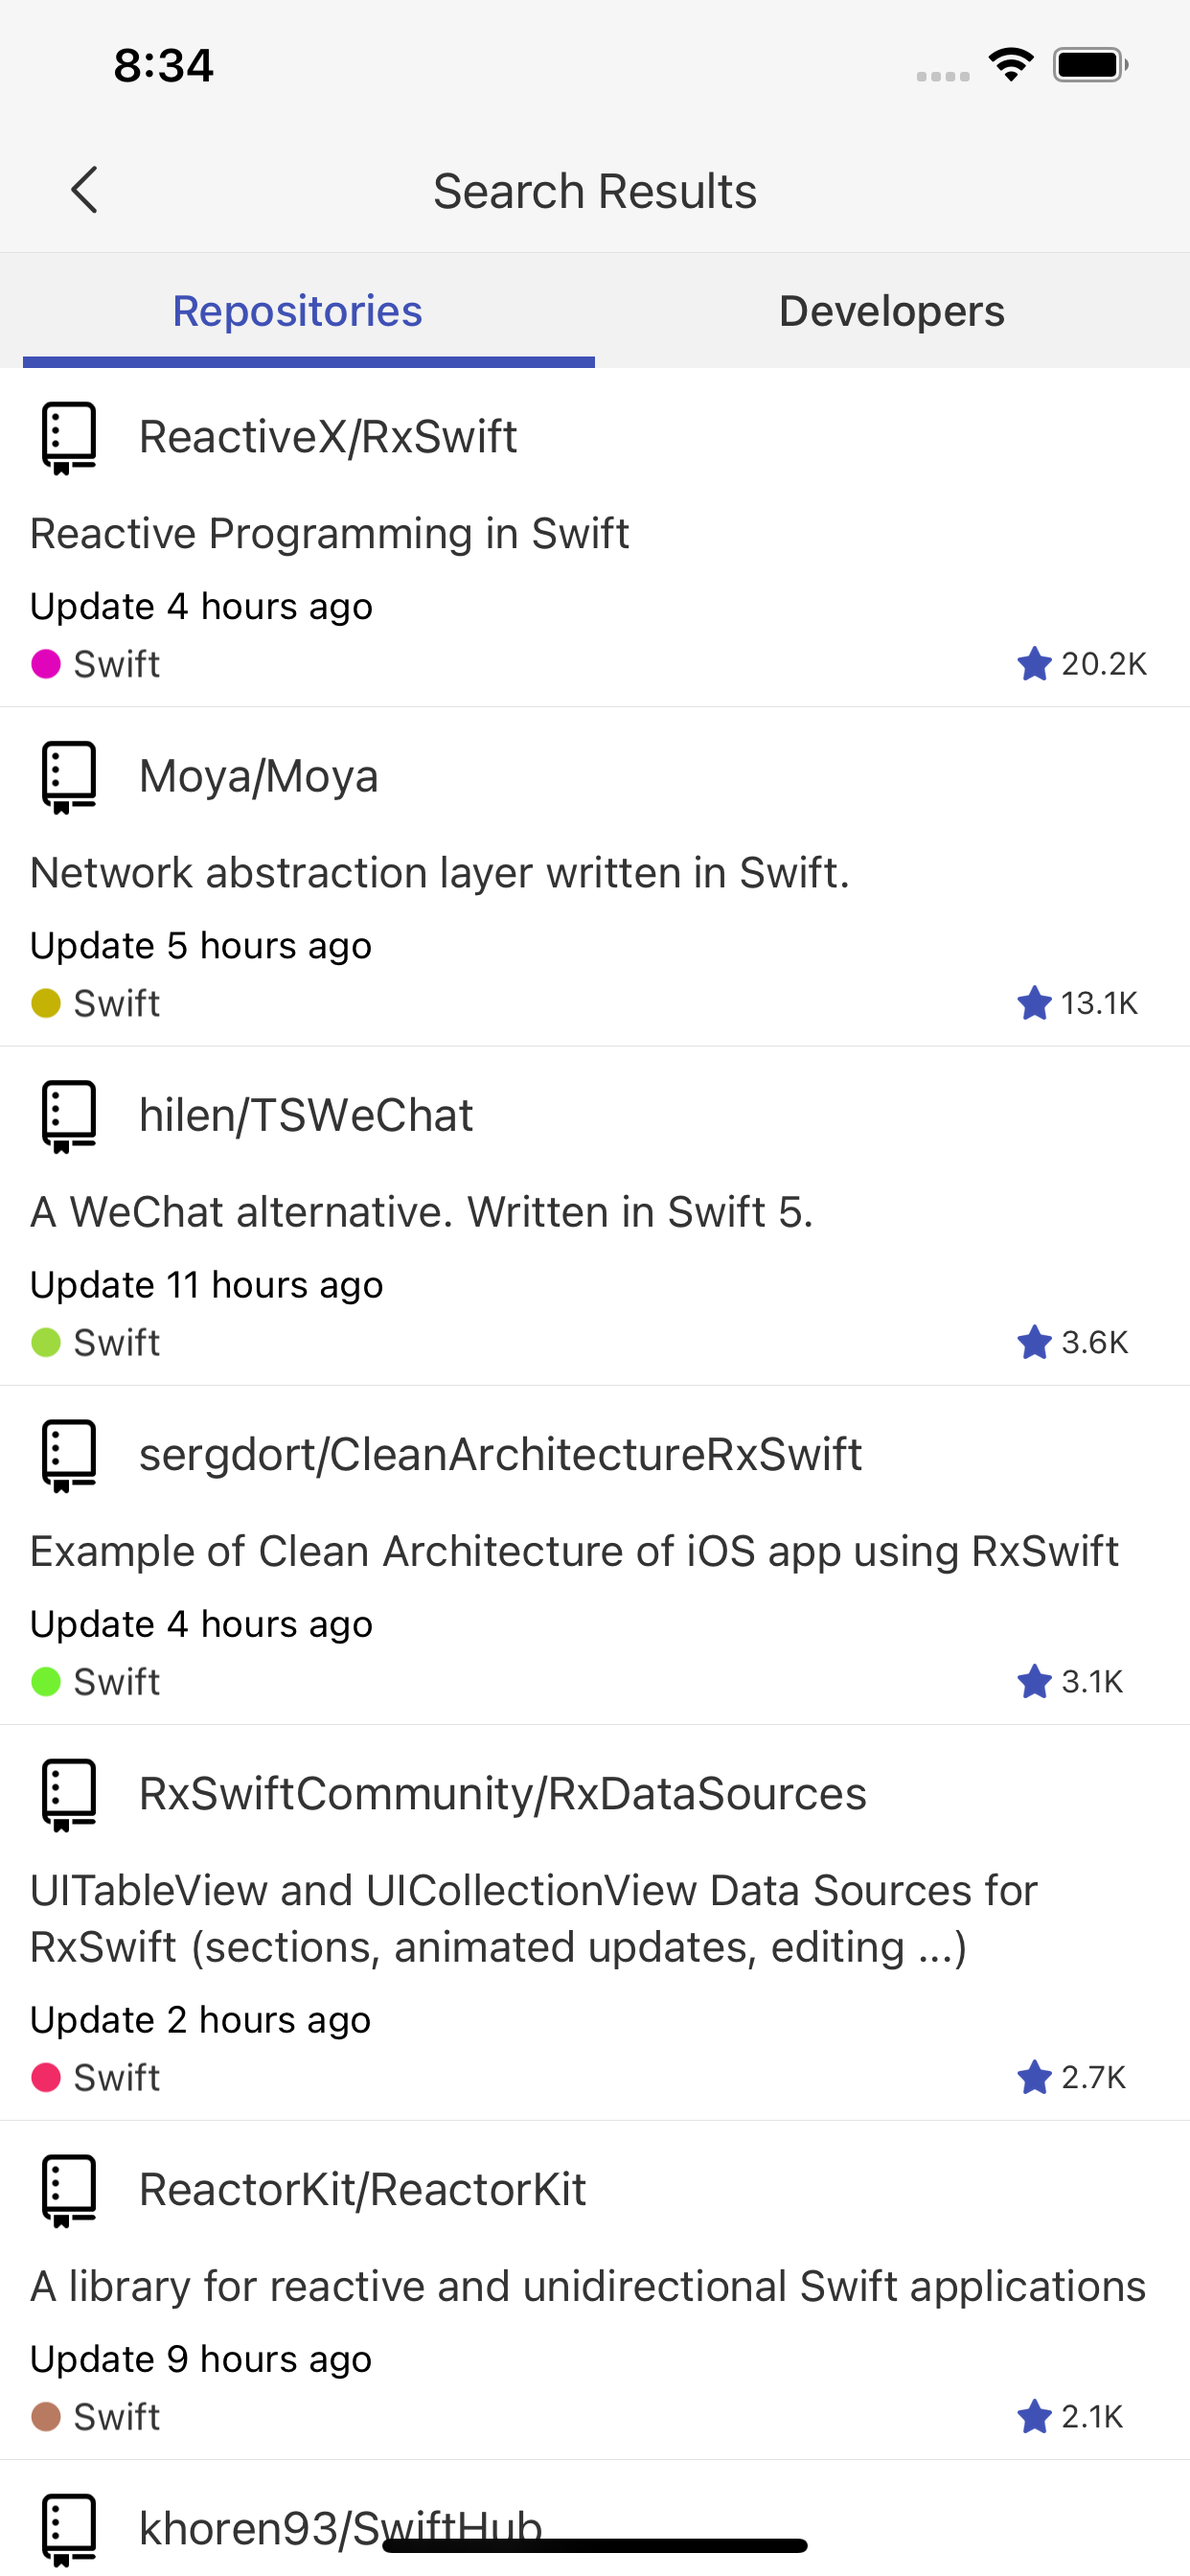 8:34
Search Results
Repositories
Developers
ReactiveX/RxSwift
Reactive Programming in Swift
Update 4 hours ago
Swift
20.2K
Moya/Moya
Network abstraction layer written in Swift.
Update 5 hours ago
Swift
13.1K
hilen/TSWeChat
A WeChat alternative. Written in Swift 5.
Update 11 hours ago
Swift
3.6K
sergdort/CleanArchitectureRxSwift
Example of Clean Architecture of iOS app using RxSwift
Update 4 hours ago
Swift
3.1K
RxSwiftCommunity/RxDataSources
UITableView and UICollectionView Data Sources for
RxSwift (sections, animated updates, editing ...)
Update 2 hours ago
Swift
2.7K
ReactorKit/ReactorKit
A library for reactive and unidirectional Swift applications
Update 9 hours ago
Swift
2.1K
khoren93/SwiftHub